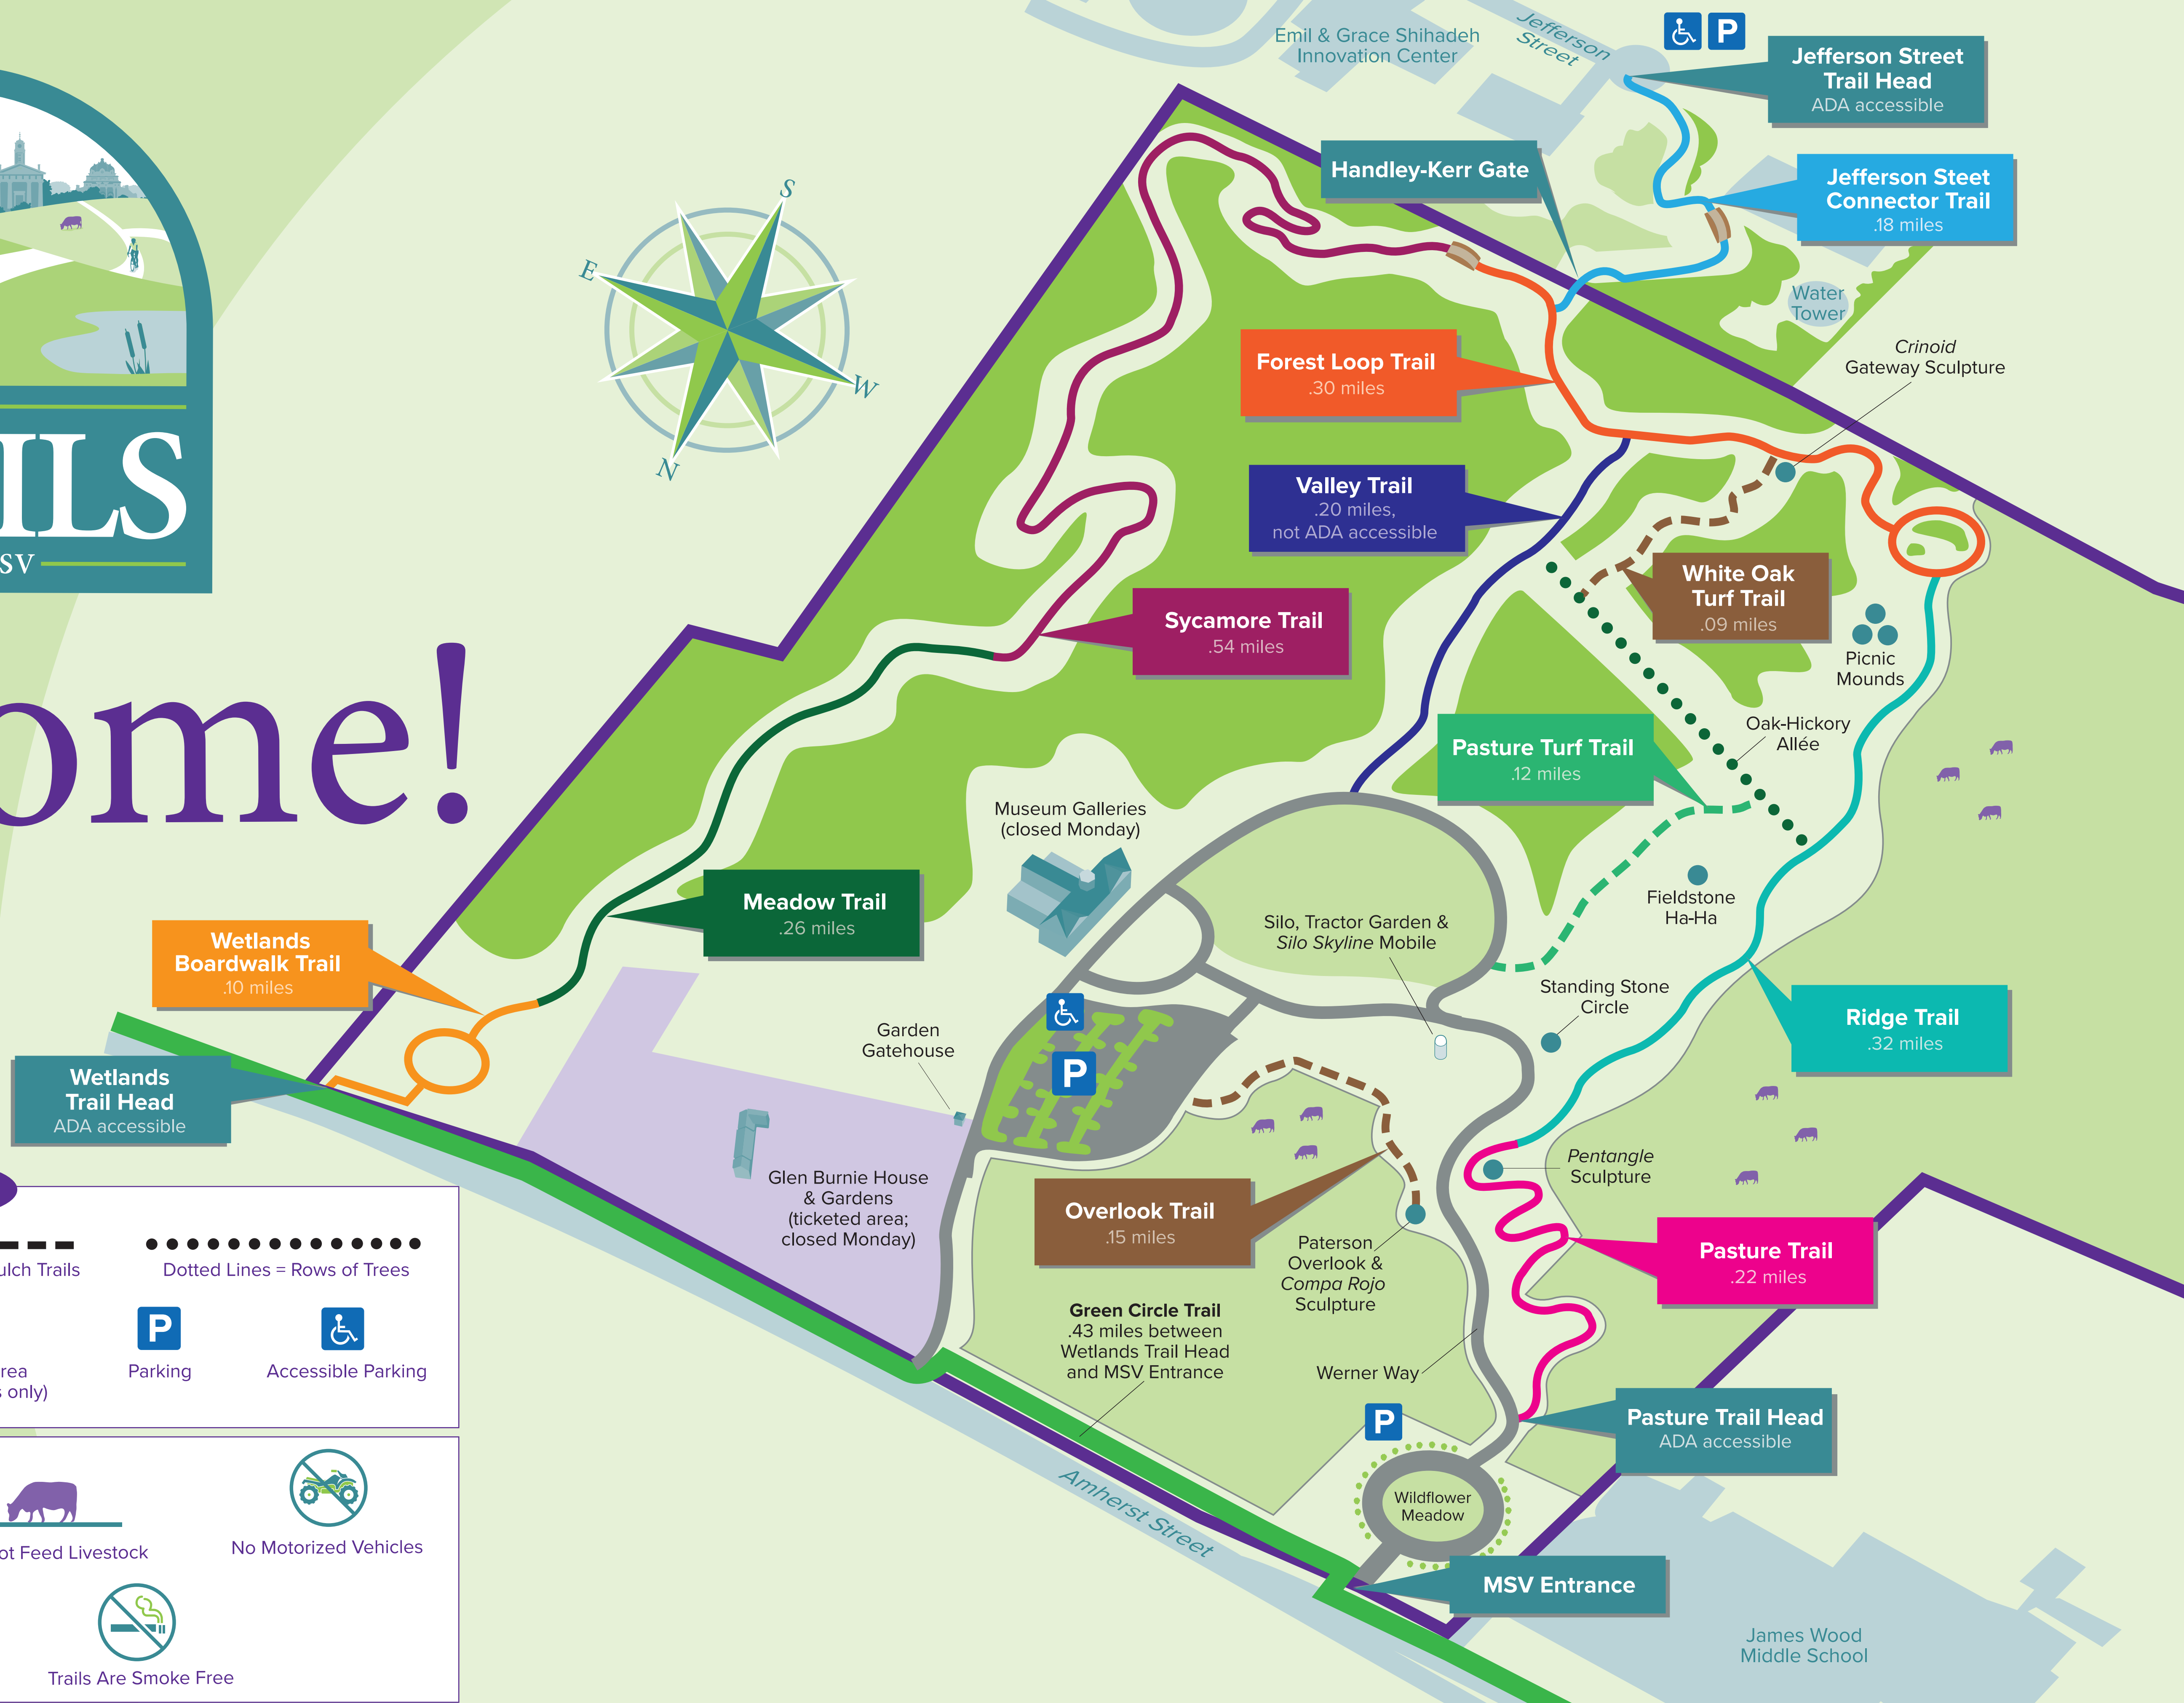 Emil & Grace Shihadeh
Innovation Center
Jefferson
Street
P
Jefferson Street
Trail Head
ADA accessible
Handley-Kerr Gate
Jefferson Steet
Connector Trail
.18 miles
Water
Tower
S
E
W
N
Crinoid
Gateway Sculpture
Forest Loop Trail
.30 miles
ILS
SV
Valley Trail
.20 miles,
not ADA accessible
White Oak
Turf Trail
.09 miles
Picnic
Mounds
Sycamore Trail
.54 miles
ome!
Oak-Hickory
Allée
Pasture Turf Trail
.12 miles
Museum Galleries
(closed Monday)
Meadow Trail
.26 miles
Fieldstone
Ha-Ha
Silo, Tractor Garden &
Silo Skyline Mobile
Wetlands
Boardwalk Trail
.10 miles
Standing Stone
Circle
Ridge Trail
.32 miles
Garden
Gatehouse
P
Wetlands
Trail Head
ADA accessible
Pentangle
Sculpture
Glen Burnie House
& Gardens
(ticketed area;
closed Monday)
Overlook Trail
.15 miles
Paterson
Overlook &
Compa Rojo
Sculpture
Pasture Trail
.22 miles
Green Circle Trail
.43 miles between
Wetlands Trail Head
and MSV Entrance
Werner Way
P
Pasture Trail Head
ADA accessible
Wildflower
Meadow
Amherst Street
MSV Entrance
James Wood
Middle School
ulch Trails
Dotted Lines = Rows of Trees
P
rea
s only)
Parking
Accessible Parking
ot Feed Livestock
No Motorized Vehicles
Trails Are Smoke Free